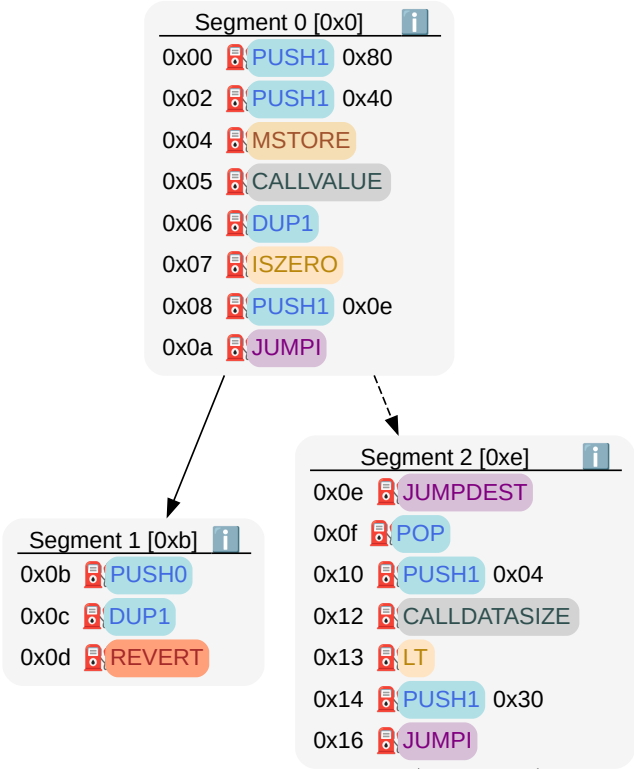 Segment 0 [0x0] ℹ️
0x00 ⛽PUSH1 0x80
0x02 ⛽PUSH1 0x40
0x04 ⛽MSTORE
0x05 ⛽CALLVALUE
0x06 ⛽DUP1
0x07 ⛽ISZERO
0x08 ⛽PUSH1 0x0e
0x0a ⛽JUMPI
Segment 1 [0xb] ℹ️
0x0b ⛽PUSH0
0x0c ⛽DUP1
0x0d ⛽REVERT
Segment 2 [0xe] ℹ️
0x0e ⛽JUMPDEST
0x0f ⛽POP
0x10 ⛽PUSH1 0x04
0x12 ⛽CALLDATASIZE
0x13 ⛽LT
0x14 ⛽PUSH1 0x30
0x16 ⛽JUMPI